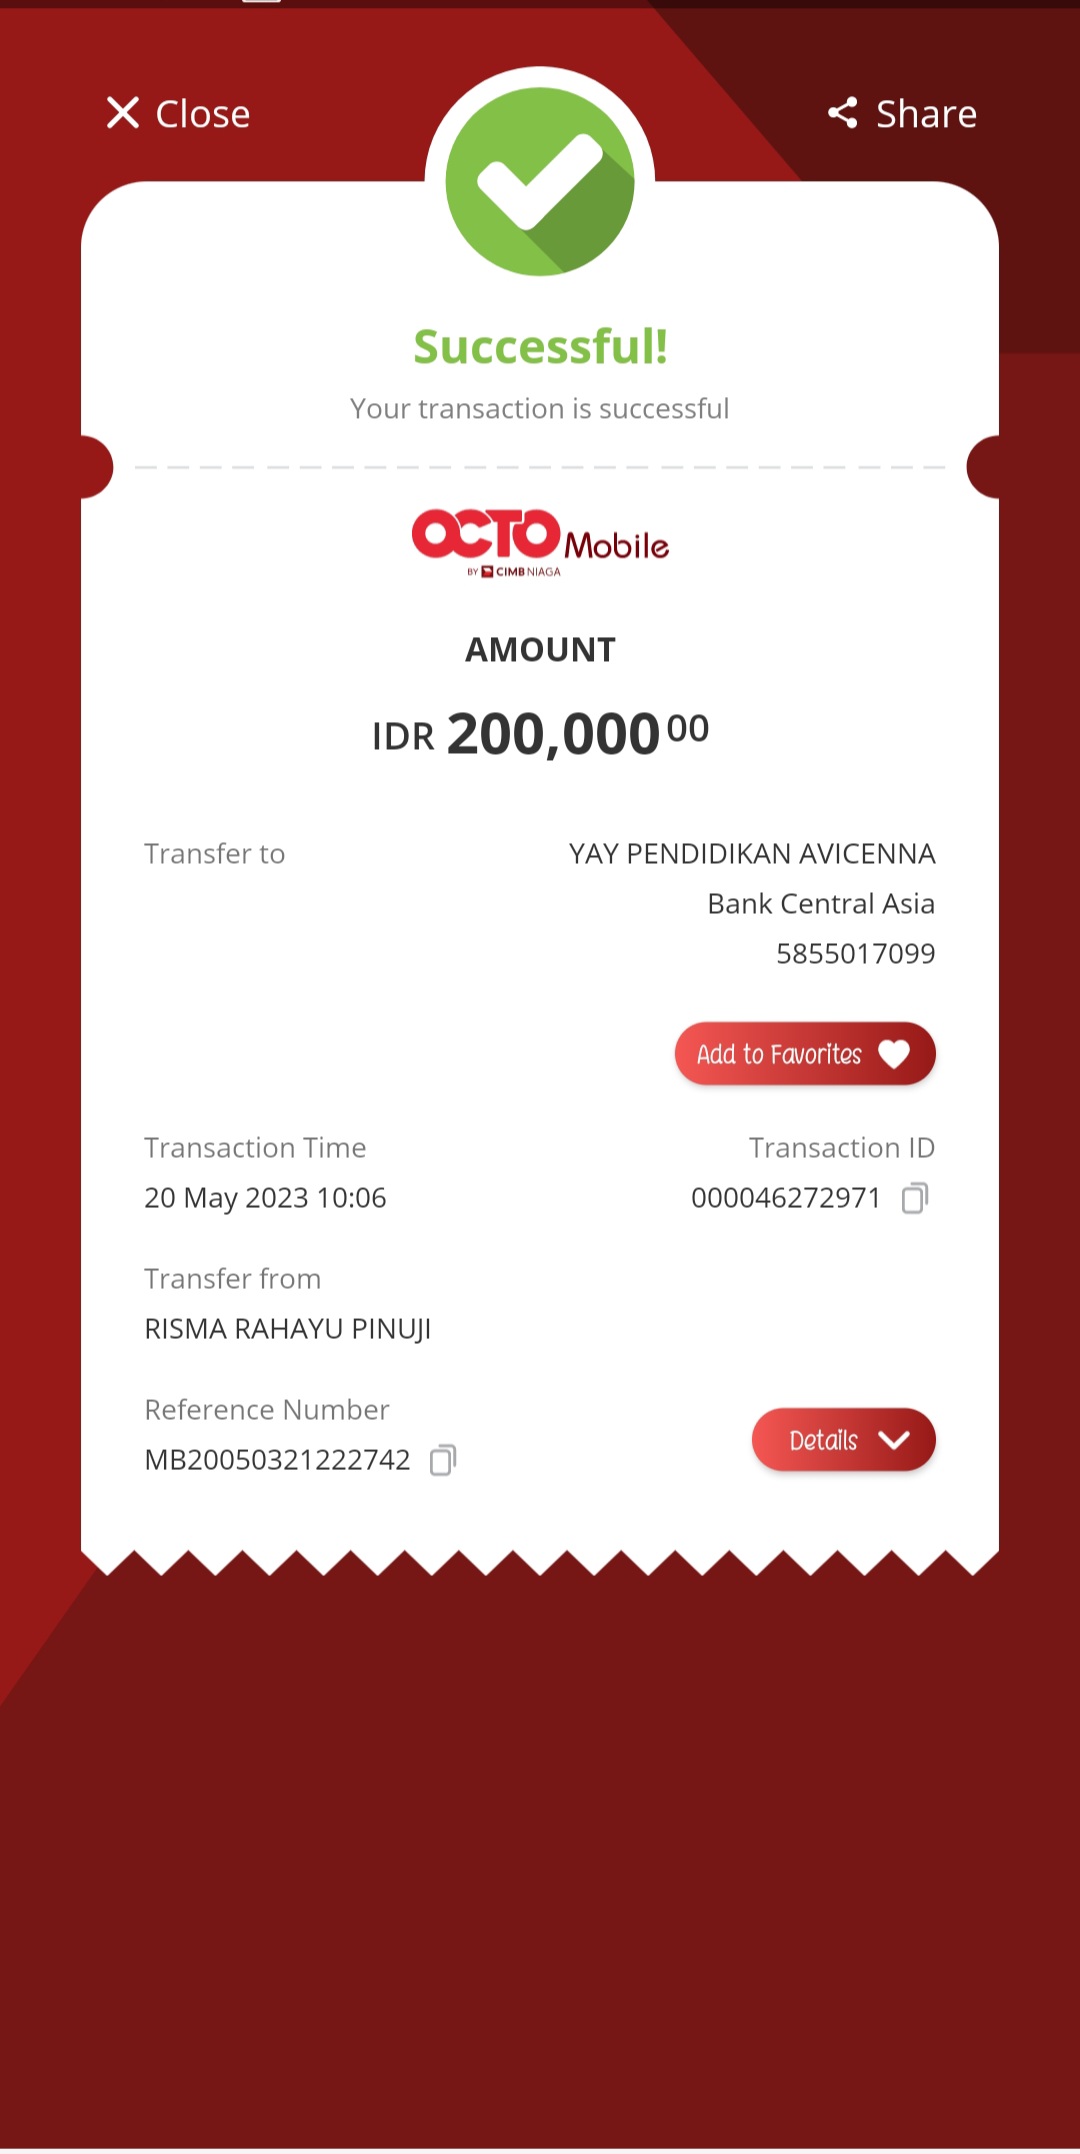 Close
Share
Successful!
Your transaction is successful
OCTO Mobile
BY CIMB NIAGA
AMOUNT
IDR 200,000 00
Transfer to
YAY PENDIDIKAN AVICENNA
Bank Central Asia
5855017099
Add to Favorites
Transaction Time
Transaction ID
20 May 2023 10:06
000046272971
Transfer from
RISMA RAHAYU PINUJI
Reference Number
MB20050321222742
Details